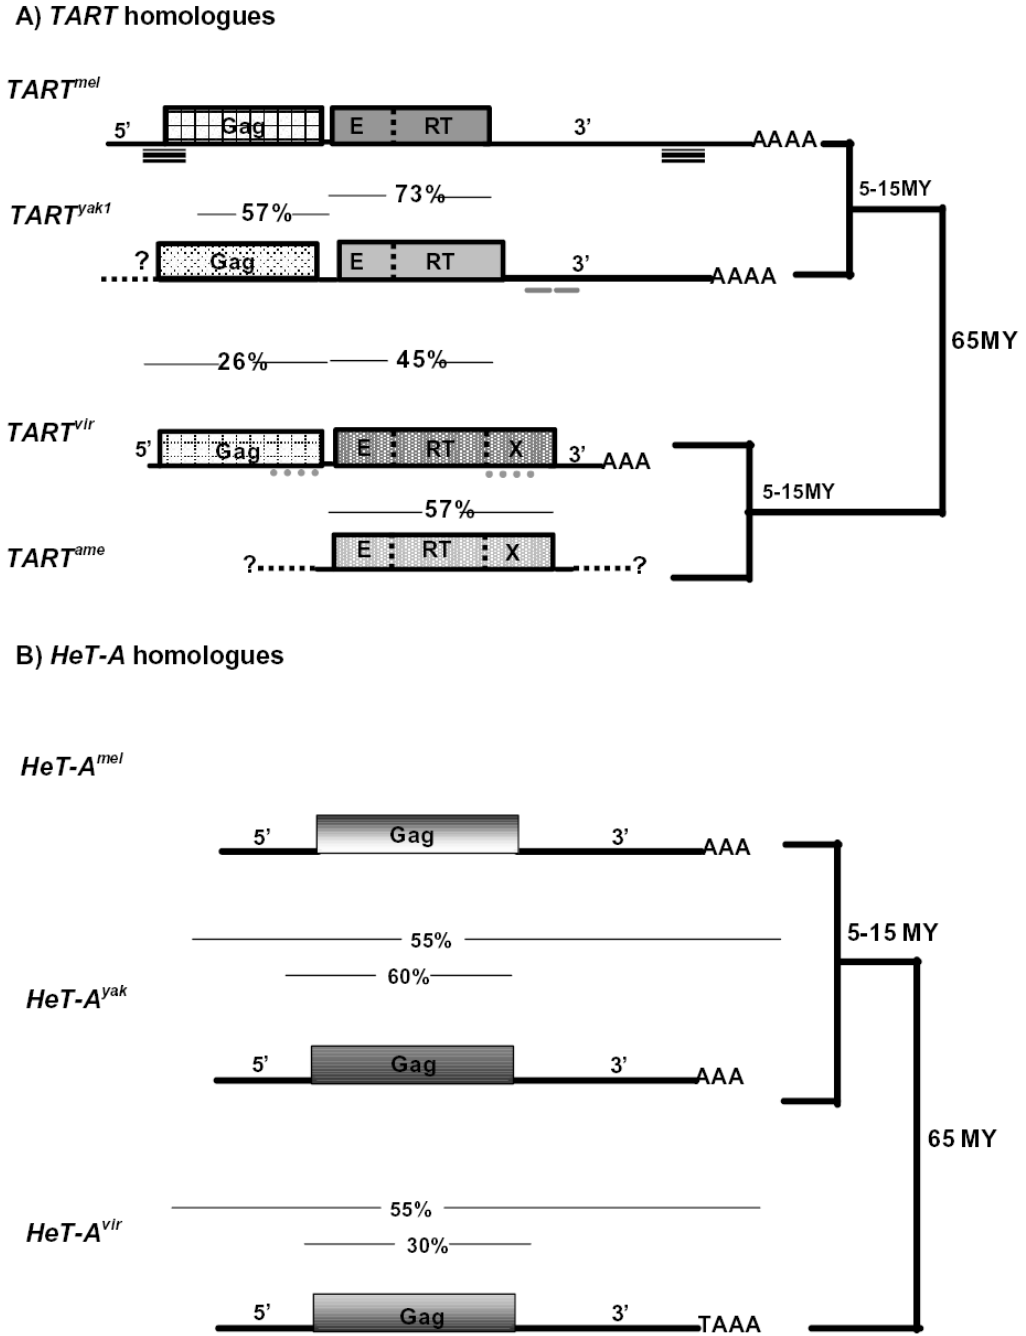 A) TART homologues
TARTmel
5’ Gag E RT 3’ AAAA
73%
5-15MY
57%
TARTyak1
? Gag E RT 3’ AAAA
65MY
26% 45%
TARTvir
5’ Gag E RT X 3’ AAA
5-15MY
57%
TARTame
? E RT X ?
B) HeT-A homologues
HeT-Amel
5’ Gag 3’ AAA
5-15 MY
55%
60%
HeT-Ayak
5’ Gag 3’ AAA
65 MY
55%
HeT-Avir
30%
5’ Gag 3’ TAAA